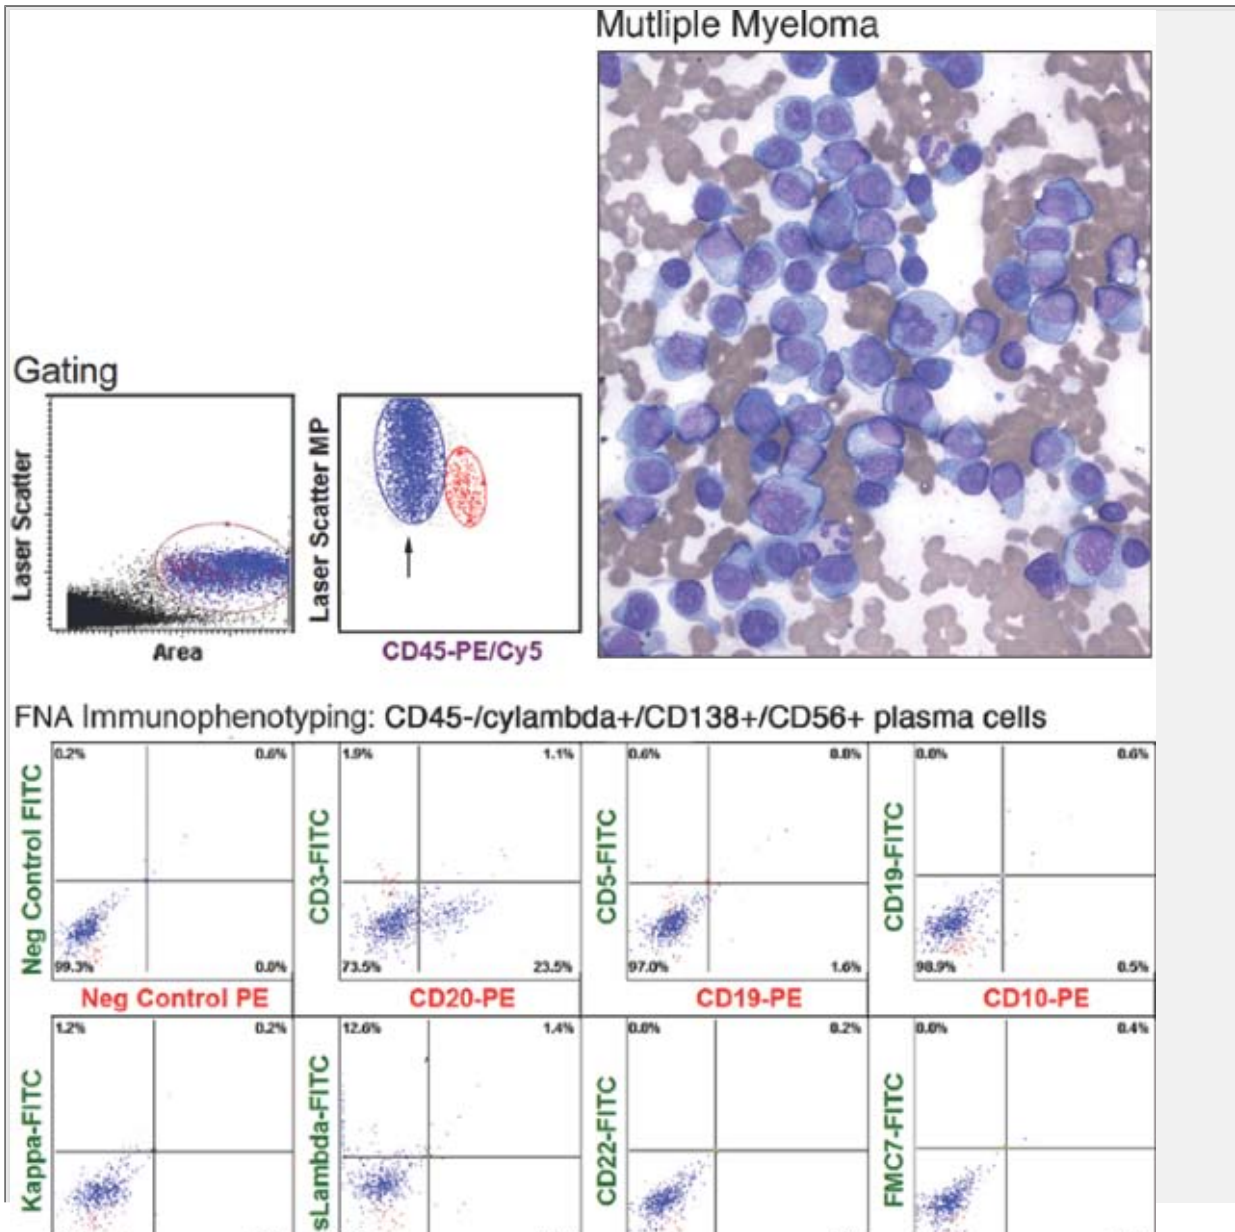 Mutliple Myeloma
Gating
Laser Scatter
Area
Laser Scatter MP
CD45-PE/Cy5
FNA Immunophenotyping: CD45-/cylambda+/CD138+/CD56+ plasma cells
Neg Control FITC
0.2%
0.6%
99.3%
0.0%
Neg Control PE
CD3-FITC
1.9%
1.1%
73.5%
23.5%
CD20-PE
CD5-FITC
0.6%
0.8%
97.0%
1.6%
CD19-PE
CD19-FITC
0.0%
0.6%
98.9%
0.5%
CD10-PE
Kappa-FITC
1.2%
0.2%
sLambda-FITC
12.6%
1.4%
CD22-FITC
0.0%
0.2%
FMC7-FITC
0.0%
0.4%